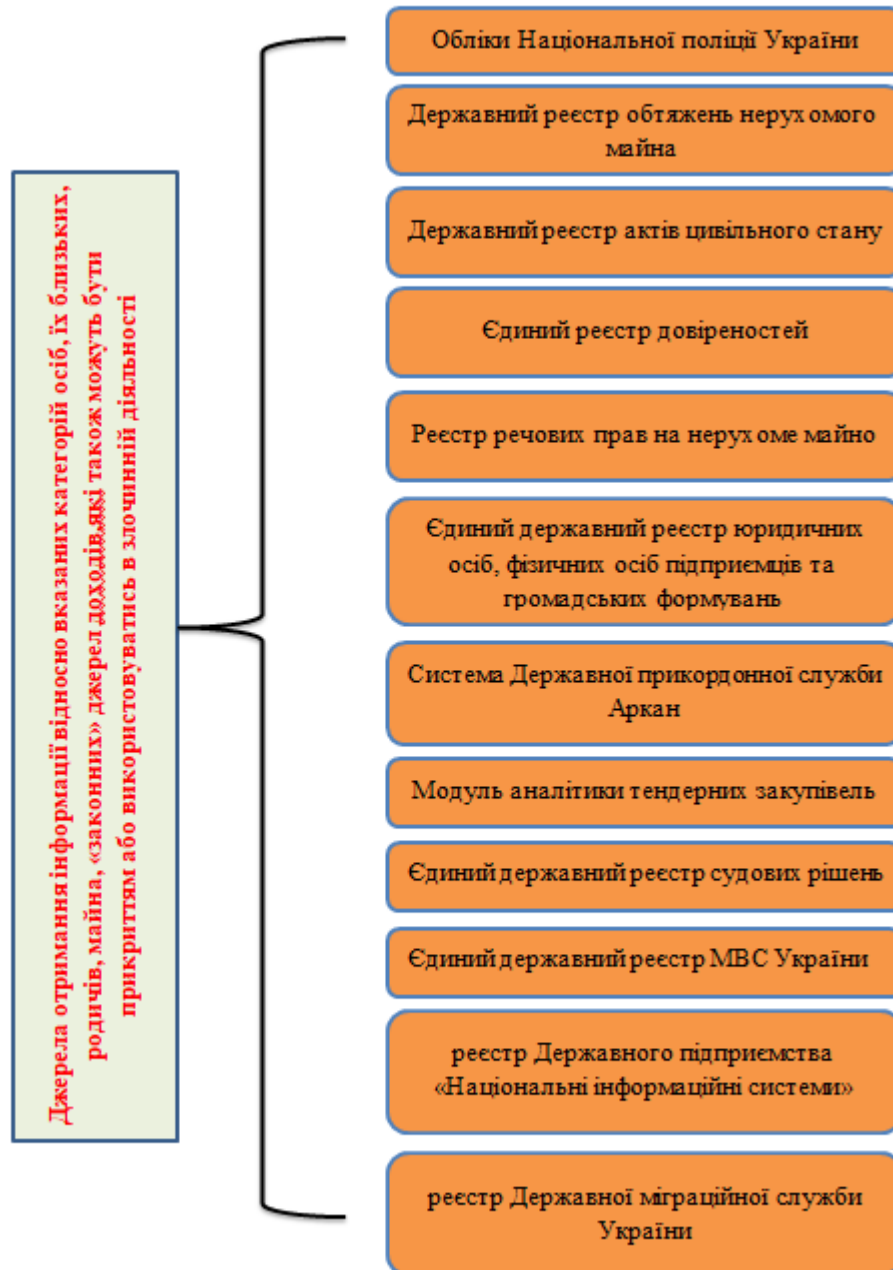 Джерела отримання інформації відносно вказаних категорій осіб, їх близьких,
родичів, майна, «законних» джерел доходів,які також можуть бути
прикриттям або використовуватись в злочинній діяльності
Обліки Національної поліції України
Державний реєстр обтяжень нерухомого
майна
Державний реєстр актів цивільного стану
Єдиний реєстр довіреностей
Реєстр речових прав на нерухоме майно
Єдиний державний реєстр юридичних
осіб, фізичних осіб підприємців та
громадських формувань
Система Державної прикордонної служби
Аркан
Модуль аналітики тендерних закупівель
Єдиний державний реєстр судових рішень
Єдиний державний реєстр МВС України
реєстр Державного підприємства
«Національні інформаційні системи»
реєстр Державної міграційної служби
України